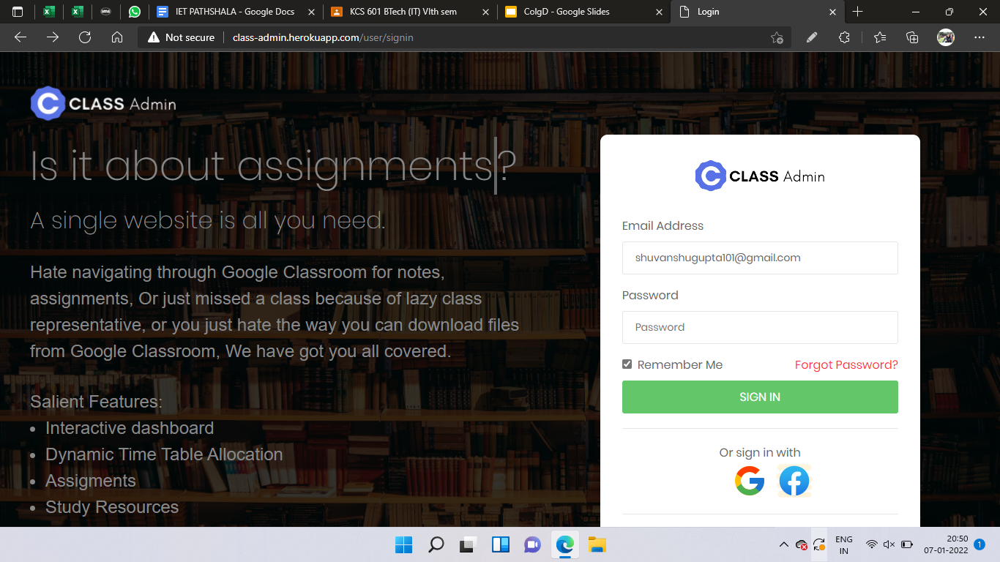 IET PATHSHALA - Google Docs
KCS 601 BTech (IT) VIth sem
ColgD - Google Slides
Login
Not secure
class-admin.herokuapp.com/user/signin
C CLASS Admin
Is it about assignments?
A single website is all you need.
Hate navigating through Google Classroom for notes,
assignments, Or just missed a class because of lazy class
representative, or you just hate the way you can download files
from Google Classroom, We have got you all covered.
Salient Features:
• Interactive dashboard
• Dynamic Time Table Allocation
• Assigments
• Study Resources
C CLASS Admin
Email Address
shuvanshugupta101@gmail.com
Password
Password
Remember Me
Forgot Password?
SIGN IN
Or sign in with
ENG
IN
20:50
07-01-2022
1